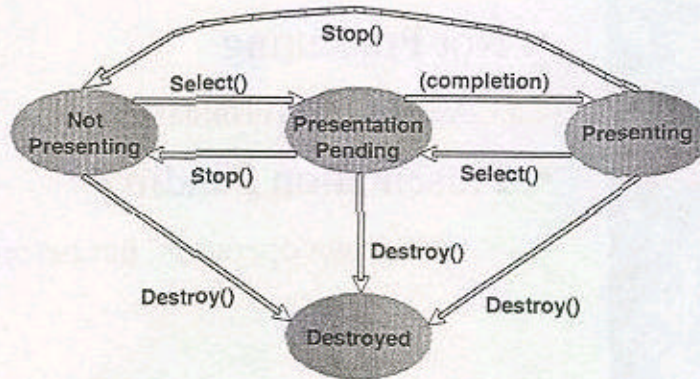 Stop()
Select()
(completion)
Not
Presenting
Presentation
Pending
Presenting
Stop()
Select()
Destroy()
Destroy()
Destroy()
Destroyed